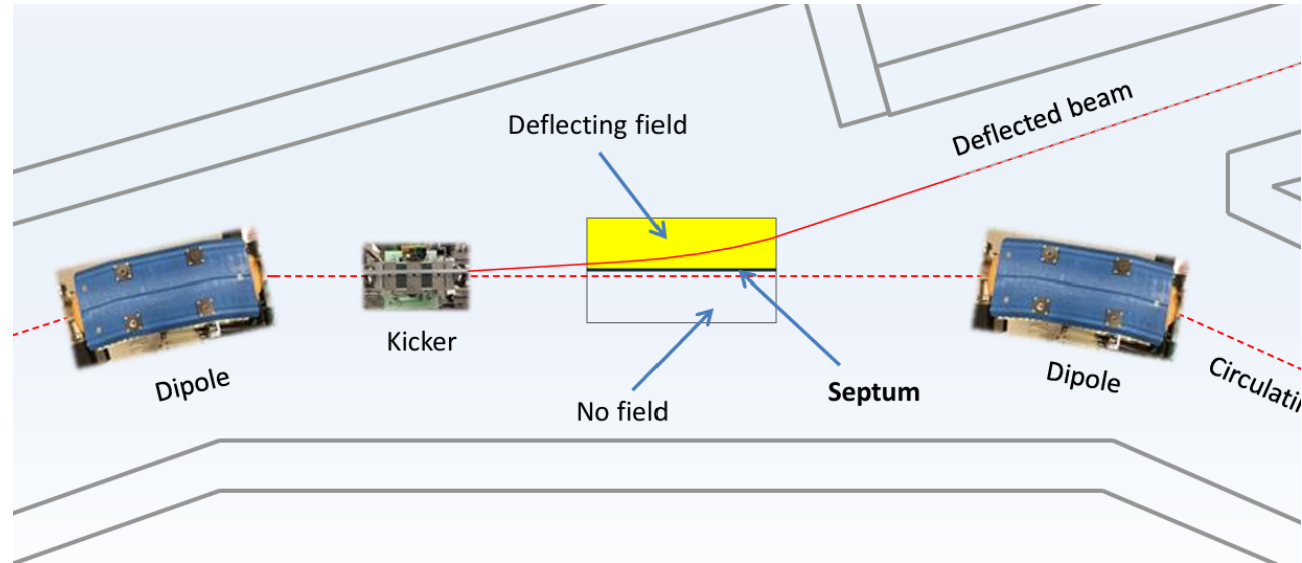 Deflecting field
Deflected beam
Kicker
Dipole
No field
Septum
Dipole